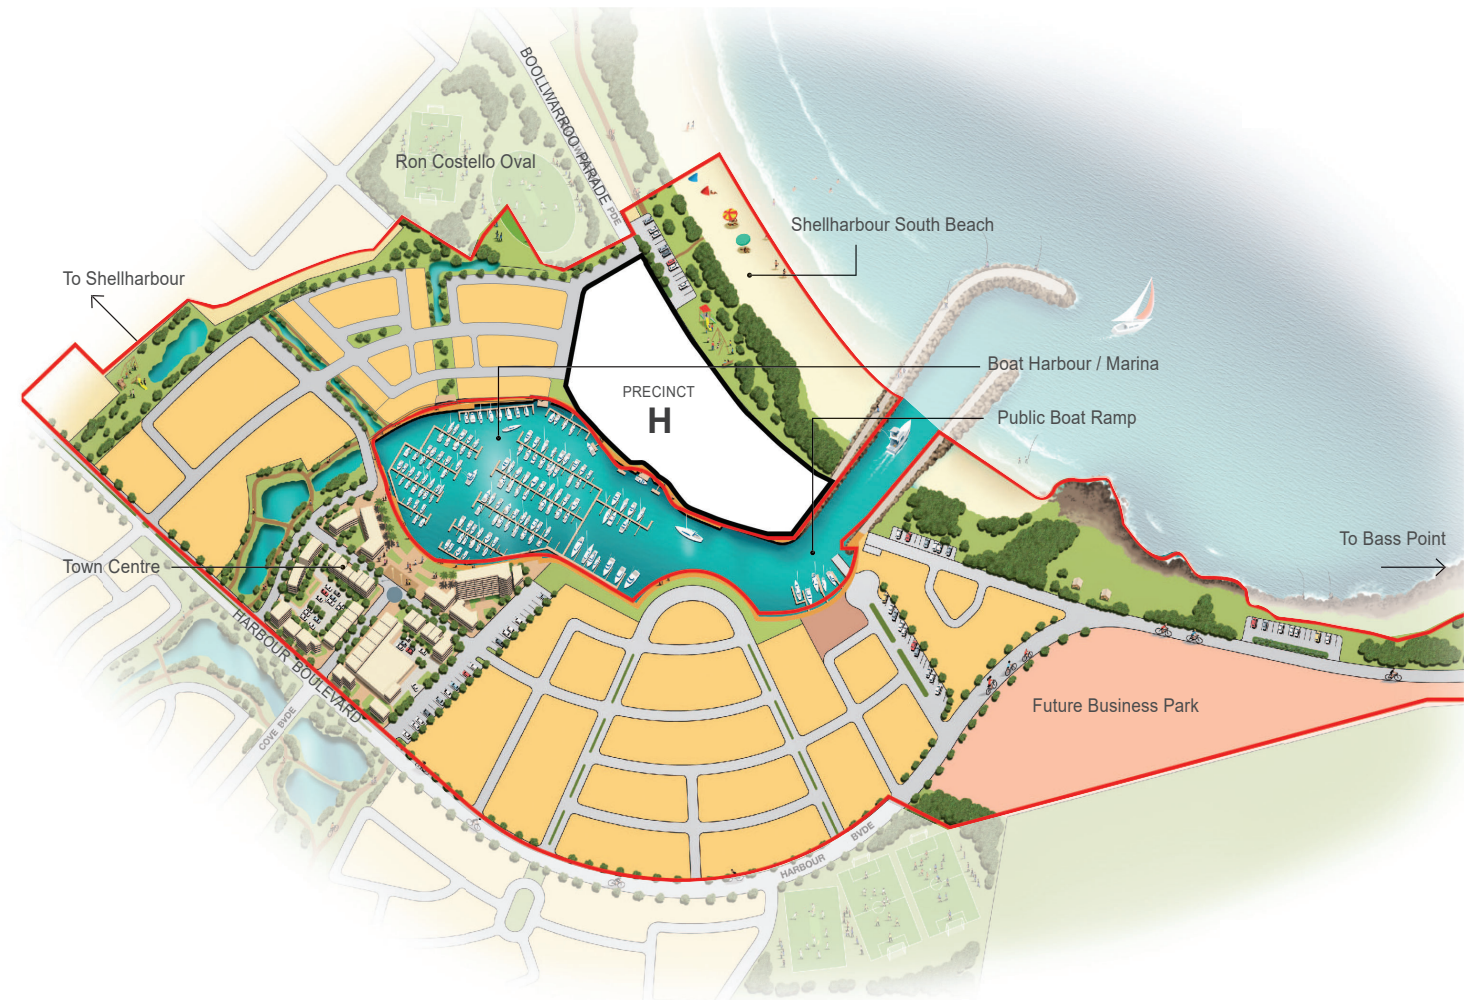 BOOLLWARROO PARADE
PDE
Ron Costello Oval
Shellharbour South Beach
To Shellharbour
Boat Harbour / Marina
PRECINCT
H
Public Boat Ramp
To Bass Point
Town Centre
HARBOUR BOULEVARD
COVE BVDE
Future Business Park
HARBOUR BVDE